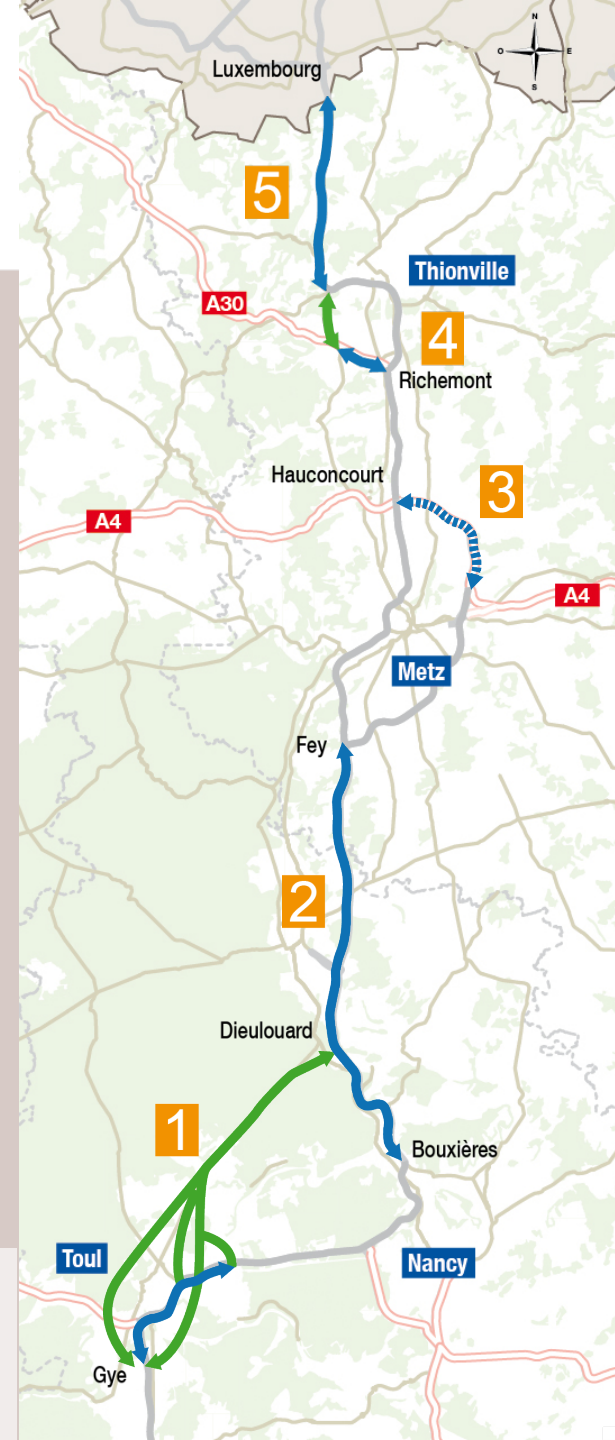 N
O
E
S
Luxembourg
5
Thionville
A30
4
Richemont
Hauconcourt
3
A4
A4
Metz
Fey
2
Dieulouard
1
Bouxières
Toul
Nancy
Gye